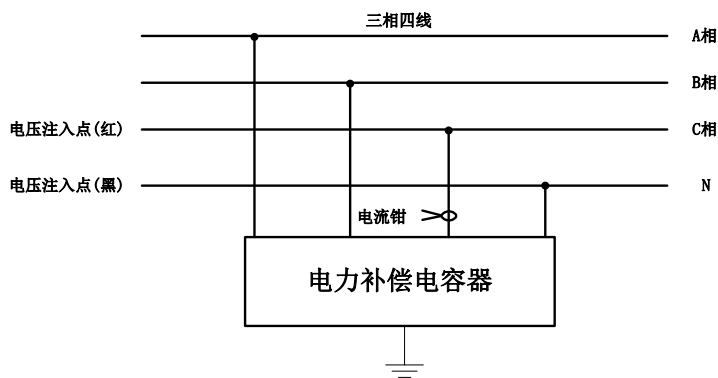 三相四线
A相
B相
电压注入点(红)
C相
电压注入点(黑)
N
电流钳
电力补偿电容器